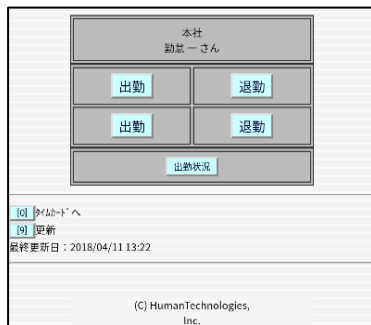 本社
勤怠 一 さん
出勤 退勤
出勤 退勤
出勤状況
[0] ﾀｲﾑｶｰﾄﾞへ
[9] 更新
最終更新日：2018/04/11 13:22
(C) HumanTechnologies,
Inc.